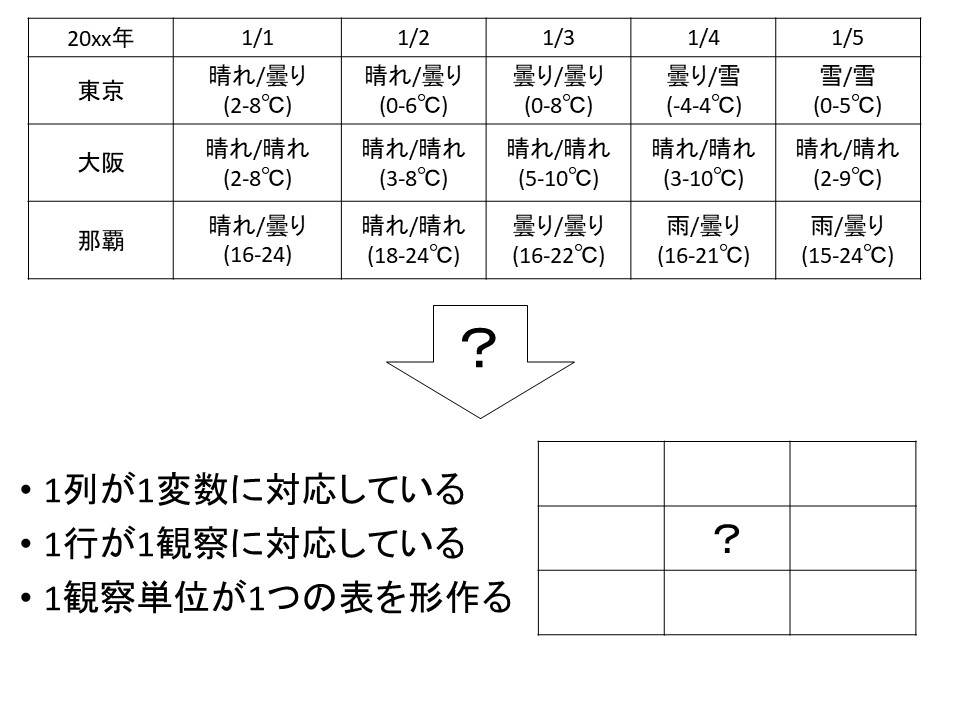 20xx年 1/1 1/2 1/3 1/4 1/5
東京 晴れ/曇り 晴れ/曇り 曇り/曇り 曇り/雪 雪/雪
(2-8℃) (0-6℃) (0-8℃) (-4-4℃) (0-5℃)
大阪 晴れ/晴れ 晴れ/晴れ 晴れ/晴れ 晴れ/晴れ 晴れ/晴れ
(2-8℃) (3-8℃) (5-10℃) (3-10℃) (2-9℃)
那覇 晴れ/曇り 晴れ/晴れ 曇り/曇り 雨/曇り 雨/曇り
(16-24) (18-24℃) (16-22℃) (16-21℃) (15-24℃)
?
• 1列が1変数に対応している
• 1行が1観察に対応している
• 1観察単位が1つの表を形作る
?